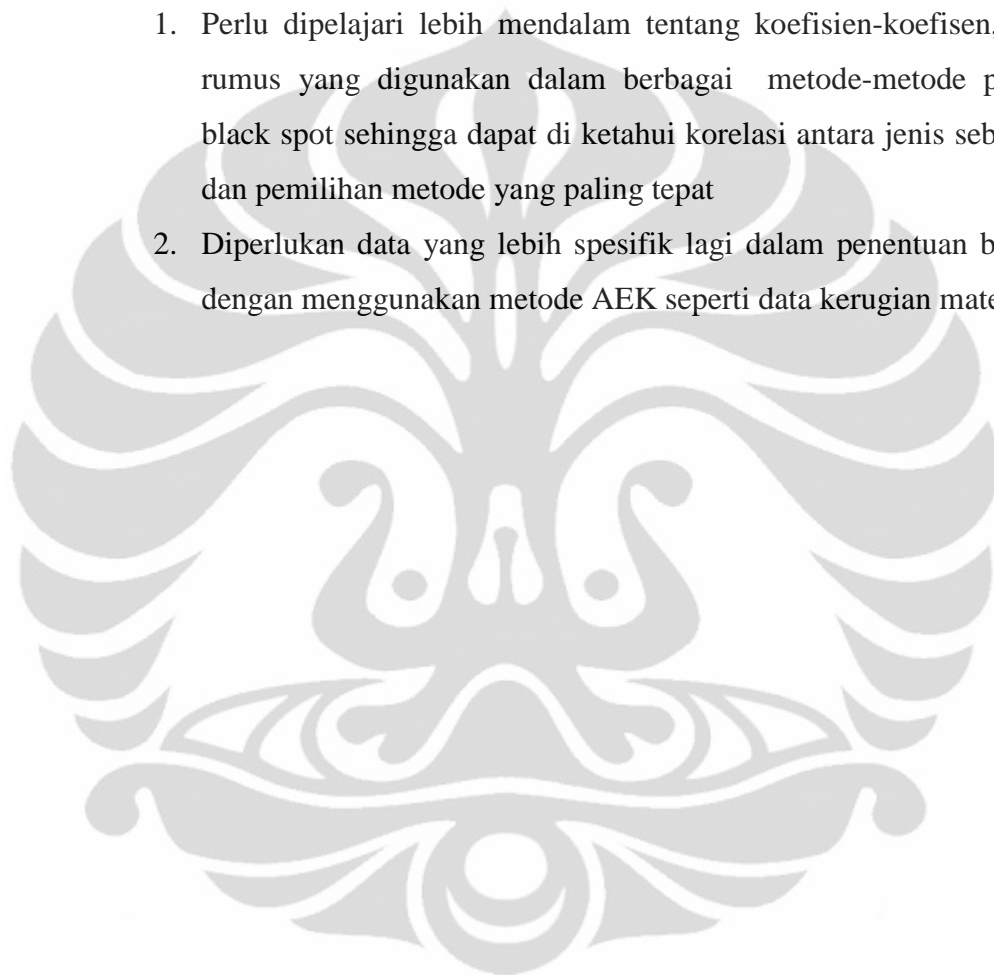 1. Perlu dipelajari lebih mendalam tentang koefisien-koefisen,
rumus yang digunakan dalam berbagai metode-metode p
black spot sehingga dapat di ketahui korelasi antara jenis seb
dan pemilihan metode yang paling tepat
2. Diperlukan data yang lebih spesifik lagi dalam penentuan b
dengan menggunakan metode AEK seperti data kerugian mate